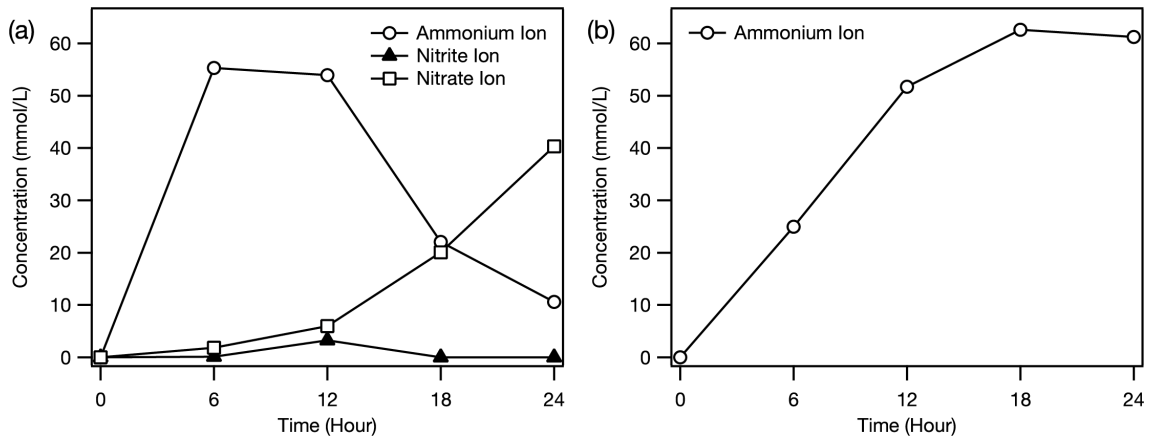 (a)
Ammonium Ion
Nitrite Ion
Nitrate Ion
Concentration (mmol/L)
60
50
40
30
20
10
0
0 6 12 18 24
Time (Hour)
(b)
Ammonium Ion
Concentration (mmol/L)
60
50
40
30
20
10
0
0 6 12 18 24
Time (Hour)